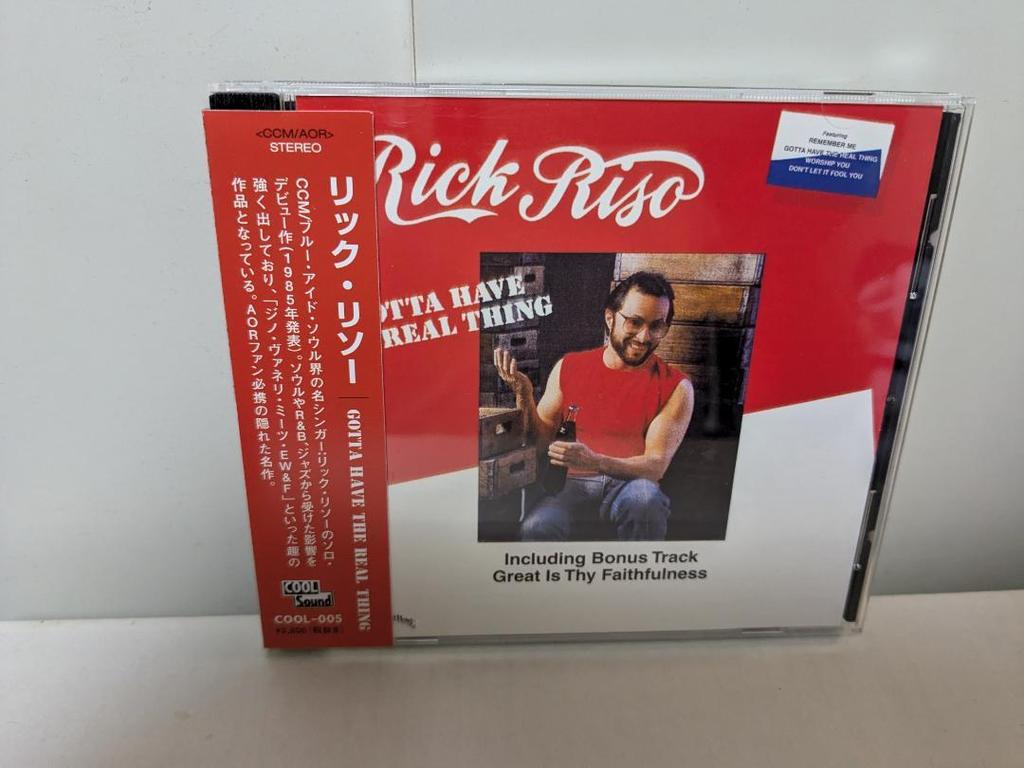 <CCM/AOR>
STEREO
リック・リソー
GOTTA HAVE THE REAL THING
CCM/ブルー・アイド・ソウル界の名シンガー:リック・リソーのソロ・
デビュー作(1985年発表)。ソウルやR&B、ジャズから受けた影響を
強く出しており、「ジノ・ヴァネリ・ミーツ・EW&F」といった趣の
作品となっている。AORファン必携の隠れた名作。
COOL
Sound
COOL-005
Rick Riso
OTTA HAVE
REAL THING
Featuring
REMEMBER ME
GOTTA HAVE THE REAL THING
WORSHIP YOU
DON'T LET IT FOOL YOU
Including Bonus Track
Great Is Thy Faithfulness